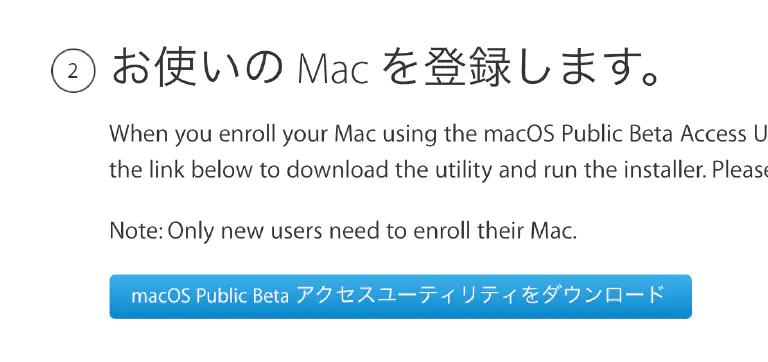 2 お使いの Mac を登録します。
When you enroll your Mac using the macOS Public Beta Access
the link below to download the utility and run the installer. Please
Note: Only new users need to enroll their Mac.
macOS Public Beta アクセスユーティリティをダウンロード